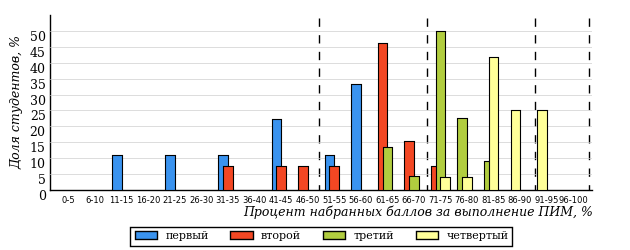 Доля студентов, %
50
45
40
35
30
25
20
15
10
5
0
0-5 6-10 11-15 16-20 21-25 26-30 31-35 36-40 41-45 46-50 51-55 56-60 61-65 66-70 71-75 76-80 81-85 86-90 91-95 96-100
Процент набранных баллов за выполнение ПИМ, %
первый второй третий четвертый